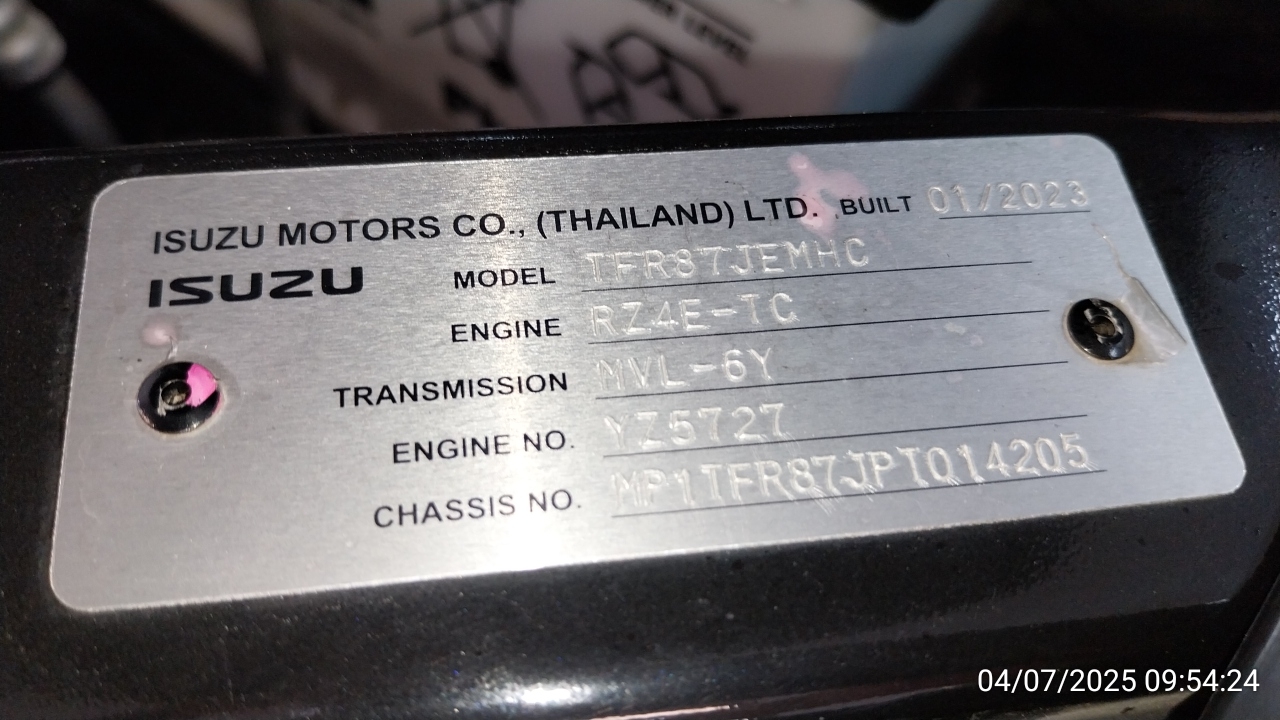 LEVEL
ISUZU MOTORS CO., (THAILAND) LTD. BUILT 01/2023
ISUZU MODEL TFR87JEMHC
ENGINE RZ4E-TC
TRANSMISSION MVL-6Y
ENGINE NO. YZ5727
CHASSIS NO. MP1TFR87JPT014205
04/07/2025 09:54:24